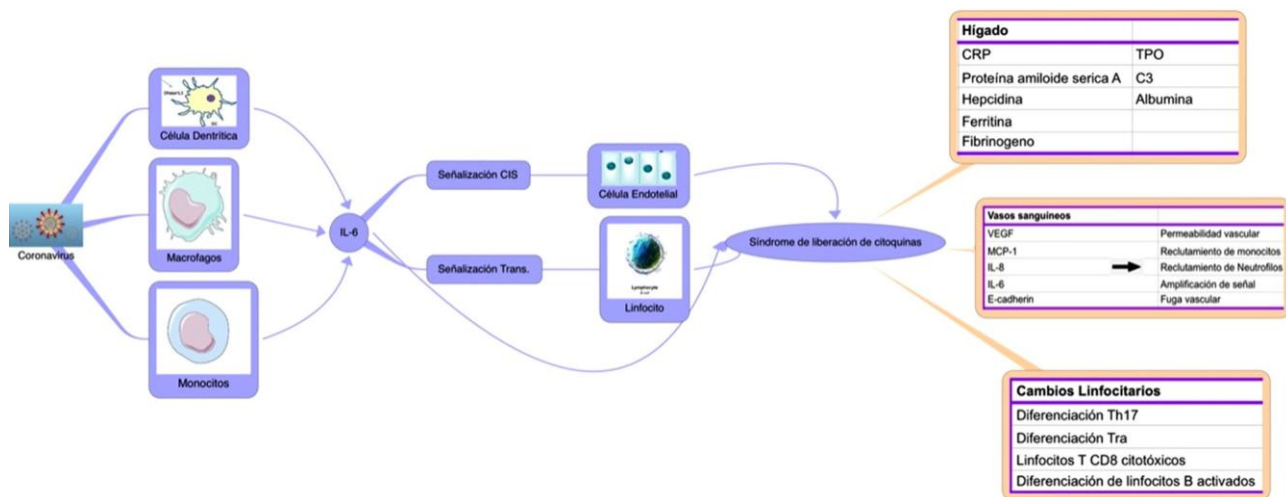 Coronavirus
Célula Dentrítica
Macrofagos
Monocitos
IL-6
Señalización CIS
Señalización Trans.
Célula Endotelial
Lymphocyte
Linfocito
Síndrome de liberación de citoquinas
Hígado
CRP TPO
Proteína amiloide serica A C3
Hepcidina Albumina
Ferritina
Fibrinogeno
Vasos sanguíneos
VEGF Permeabilidad vascular
MCP-1 Reclutamiento de monocitos
IL-8 Reclutamiento de Neutrofilos
IL-6 Amplificación de señal
E-cadherin Fuga vascular
Cambios Linfocitarios
Diferenciación Th17
Diferenciación Tra
Linfocitos T CD8 citotóxicos
Diferenciación de linfocitos B activados